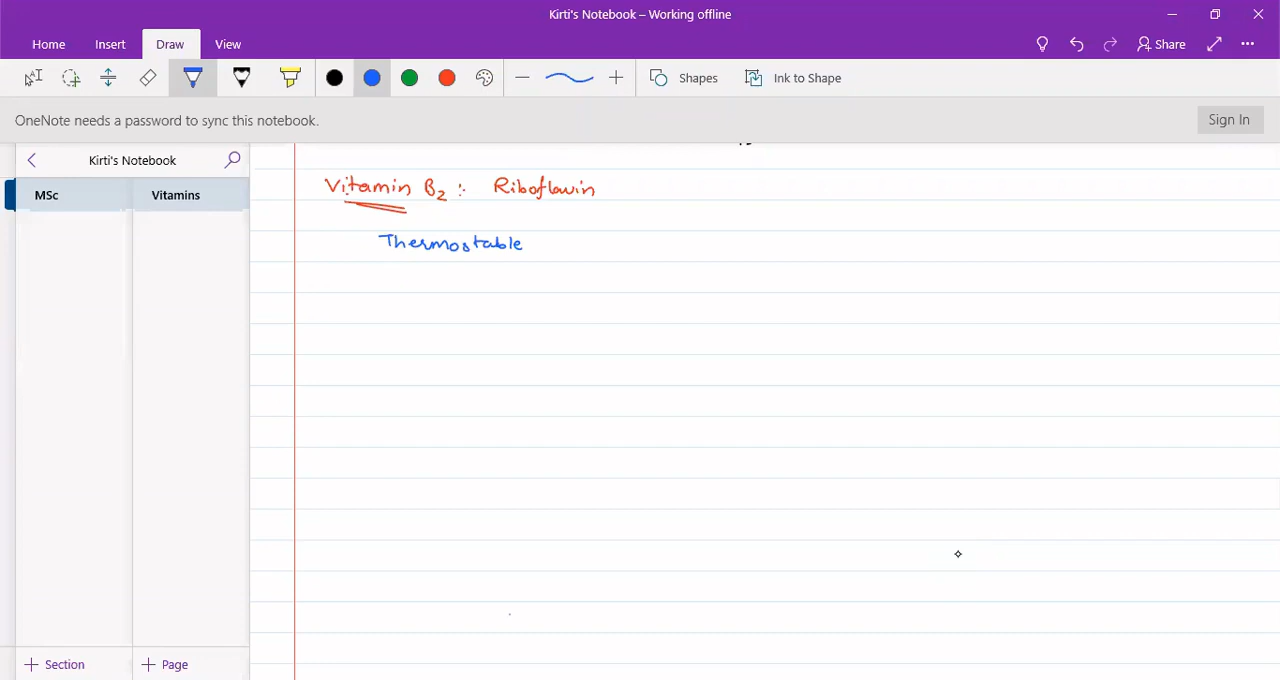 Kirti's Notebook – Working offline
Home Insert Draw View Share
Shapes Ink to Shape
OneNote needs a password to sync this notebook. Sign In
Kirti's Notebook
MSc Vitamins
Vitamin B2 : Riboflavin
Thermostable
+ Section + Page